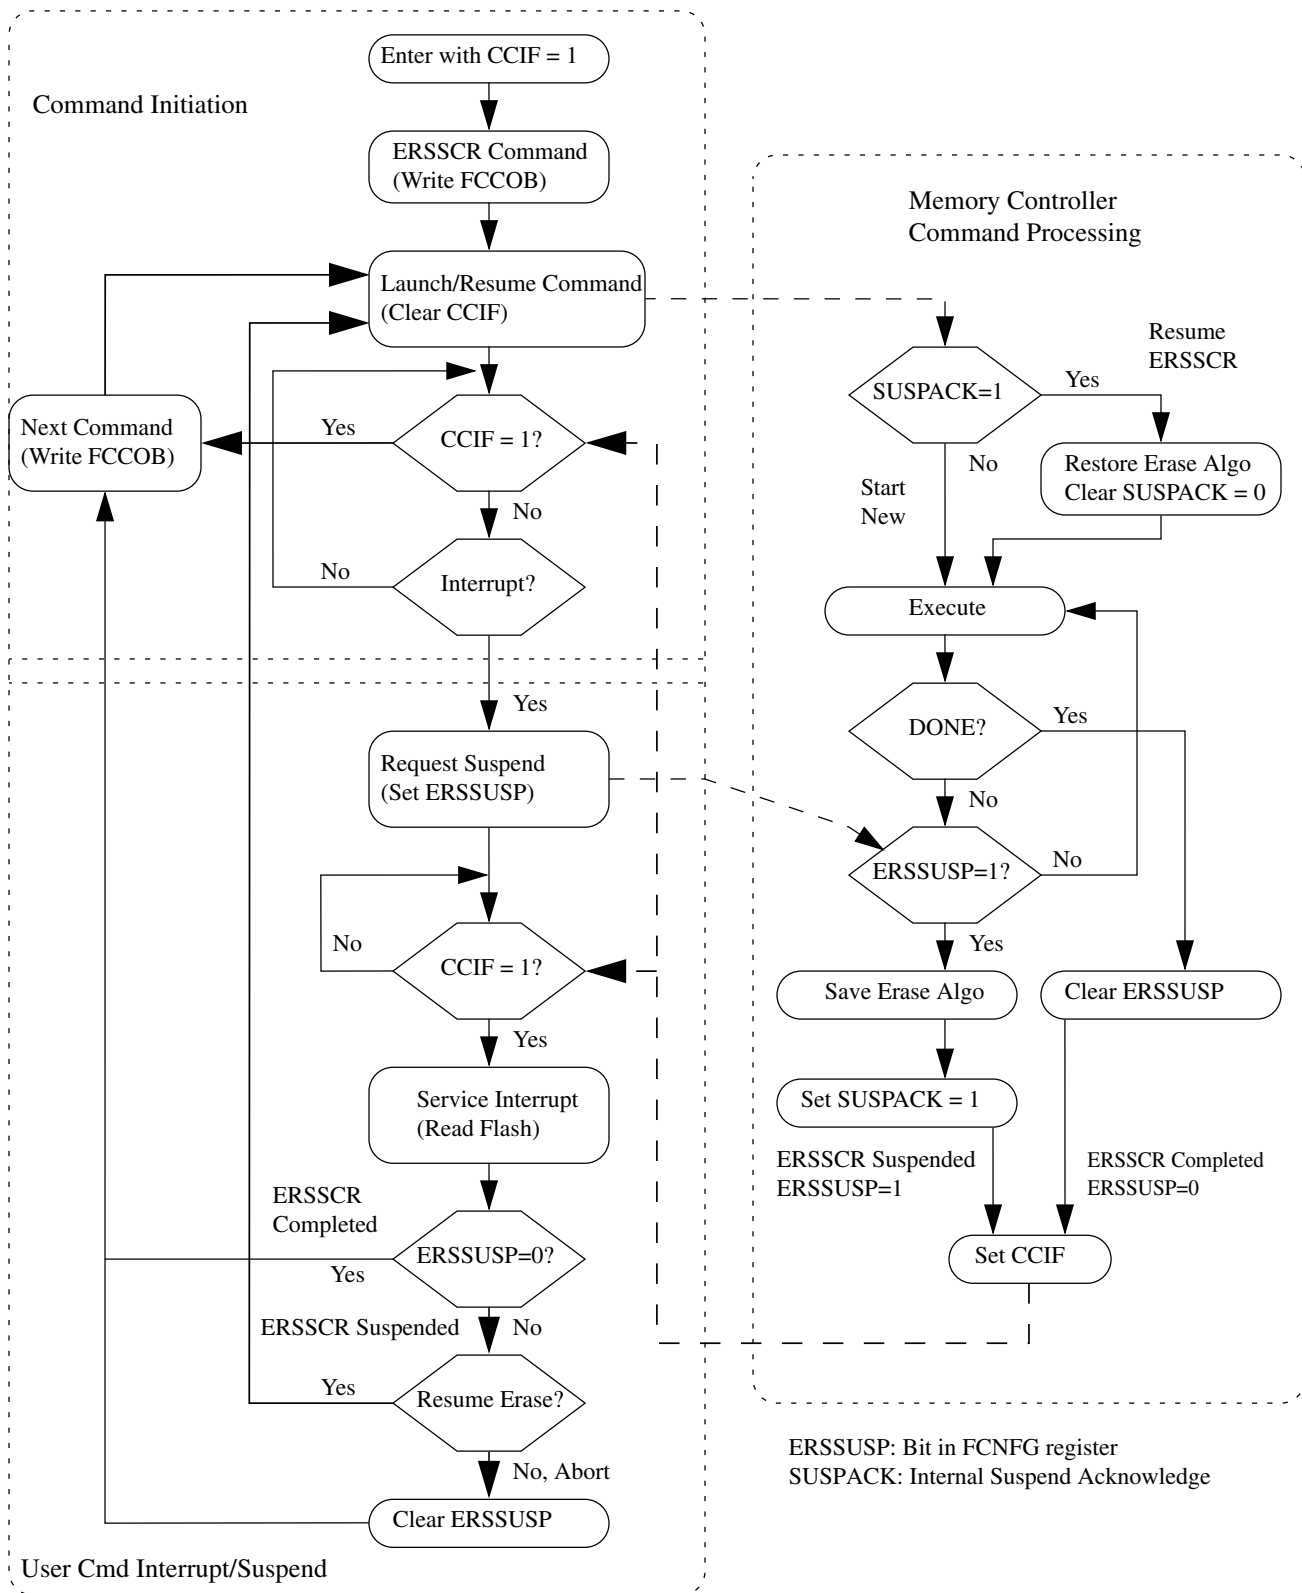 Enter with CCIF = 1
Command Initiation
ERSSCR Command
(Write FCCOB)
Launch/Resume Command
(Clear CCIF)
Next Command
(Write FCCOB)
Yes
CCIF = 1?
No
No
Interrupt?
Yes
Request Suspend
(Set ERSSUSP)
No
CCIF = 1?
Yes
Service Interrupt
(Read Flash)
ERSSCR
Completed
ERSSUSP=0?
Yes
ERSSCR Suspended
No
Yes
Resume Erase?
No, Abort
Clear ERSSUSP
User Cmd Interrupt/Suspend
Memory Controller
Command Processing
Resume
ERSSCR
SUSPACK=1
Yes
No
Restore Erase Algo
Clear SUSPACK = 0
Start
New
Execute
DONE?
Yes
No
ERSSUSP=1?
No
Yes
Save Erase Algo
Clear ERSSUSP
Set SUSPACK = 1
ERSSCR Suspended
ERSSUSP=1
ERSSCR Completed
ERSSUSP=0
Set CCIF
ERSSUSP: Bit in FCNFG register
SUSPACK: Internal Suspend Acknowledge